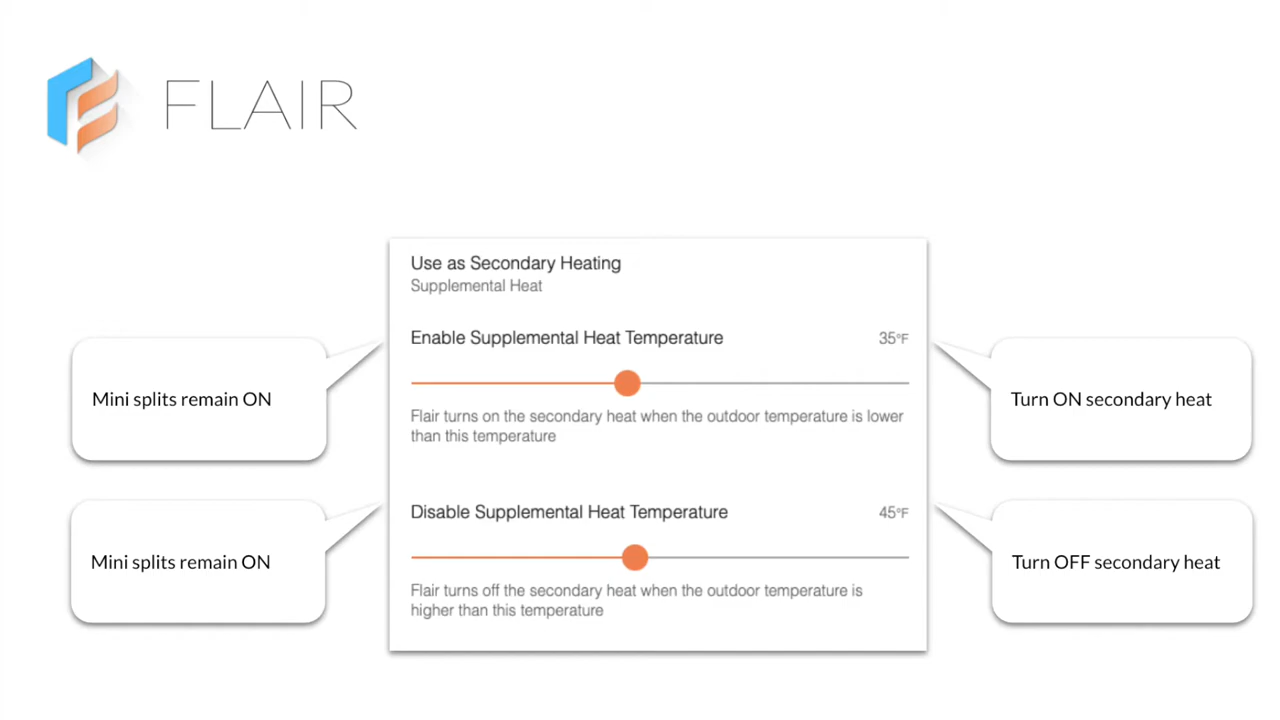 FLAIR
Use as Secondary Heating
Supplemental Heat
Enable Supplemental Heat Temperature 35°F
Flair turns on the secondary heat when the outdoor temperature is lower
than this temperature
Mini splits remain ON
Turn ON secondary heat
Disable Supplemental Heat Temperature 45°F
Flair turns off the secondary heat when the outdoor temperature is
higher than this temperature
Mini splits remain ON
Turn OFF secondary heat